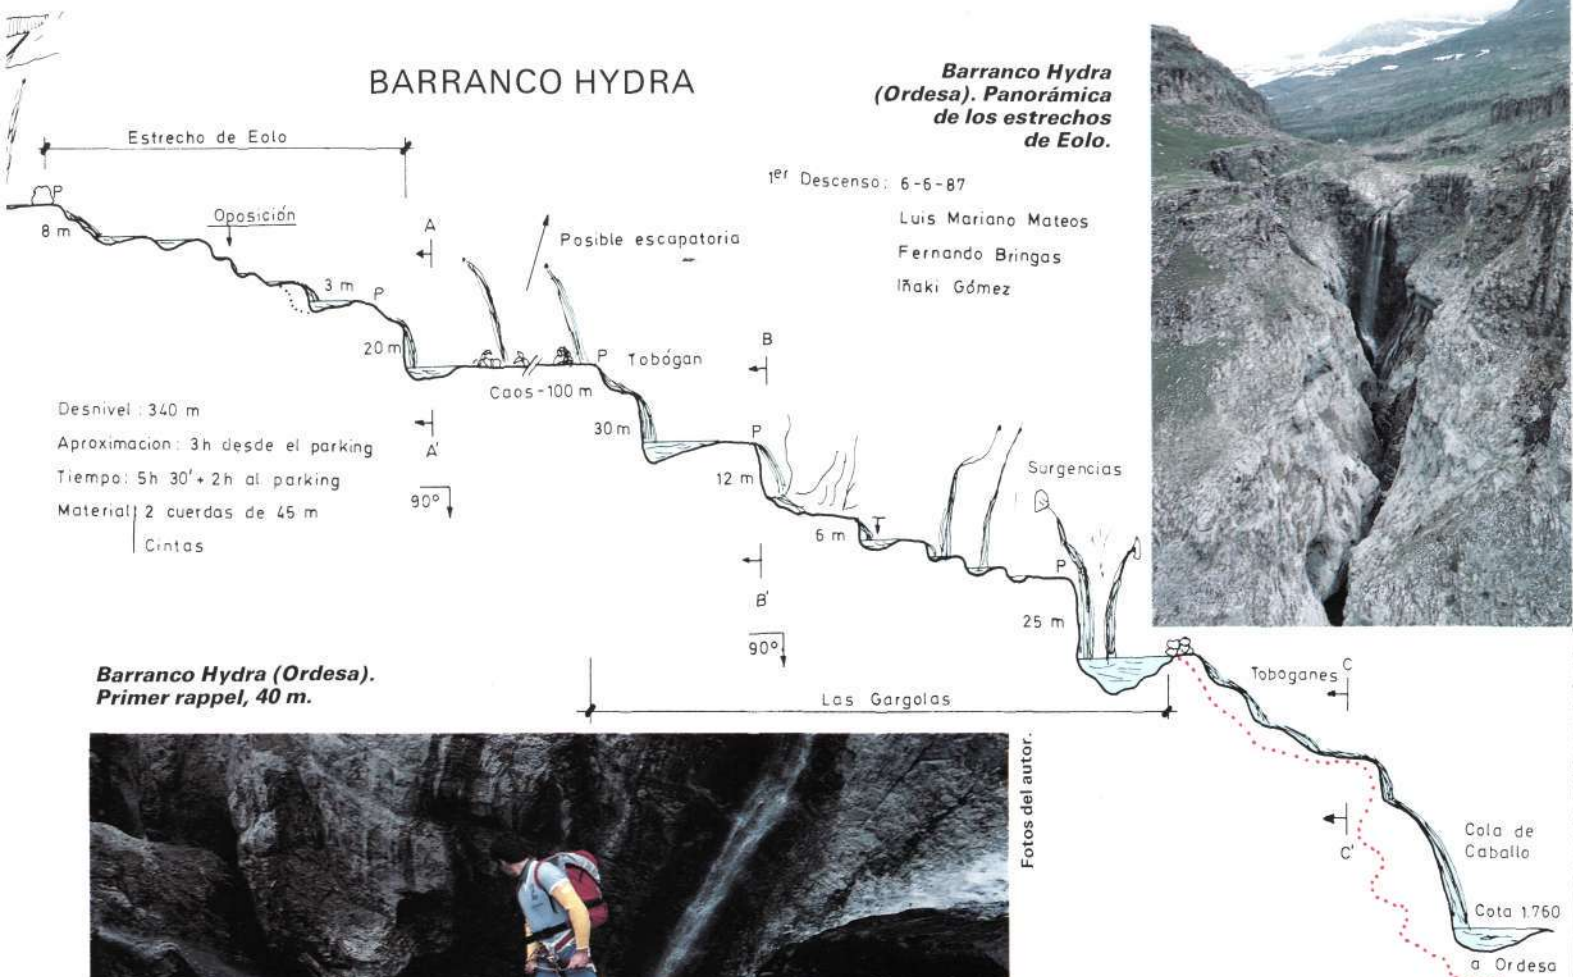 BARRANCO HYDRA
Barranco Hydra
(Ordesa). Panorámica
de los estrechos
de Eolo.
Estrecho de Eolo
1er Descenso: 6-6-87
Luis Mariano Mateos
Fernando Bringas
Iñaki Gómez
P
8 m
Oposición
A
Posible escapatoria
3 m
P
20 m
P
Tobógan
B
Caos-100 m
Desnivel: 340 m
Aproximacion: 3h desde el parking
Tiempo: 5h 30' + 2h al parking
Material 2 cuerdas de 45 m
Cintas
A'
90°
30 m
P
12 m
Surgencias
6 m
P
B'
90°
25 m
Barranco Hydra (Ordesa).
Primer rappel, 40 m.
Las Gargolas
Toboganes
C
Fotos del autor.
C'
Cola de
Caballo
Cota 1.760
a Ordesa